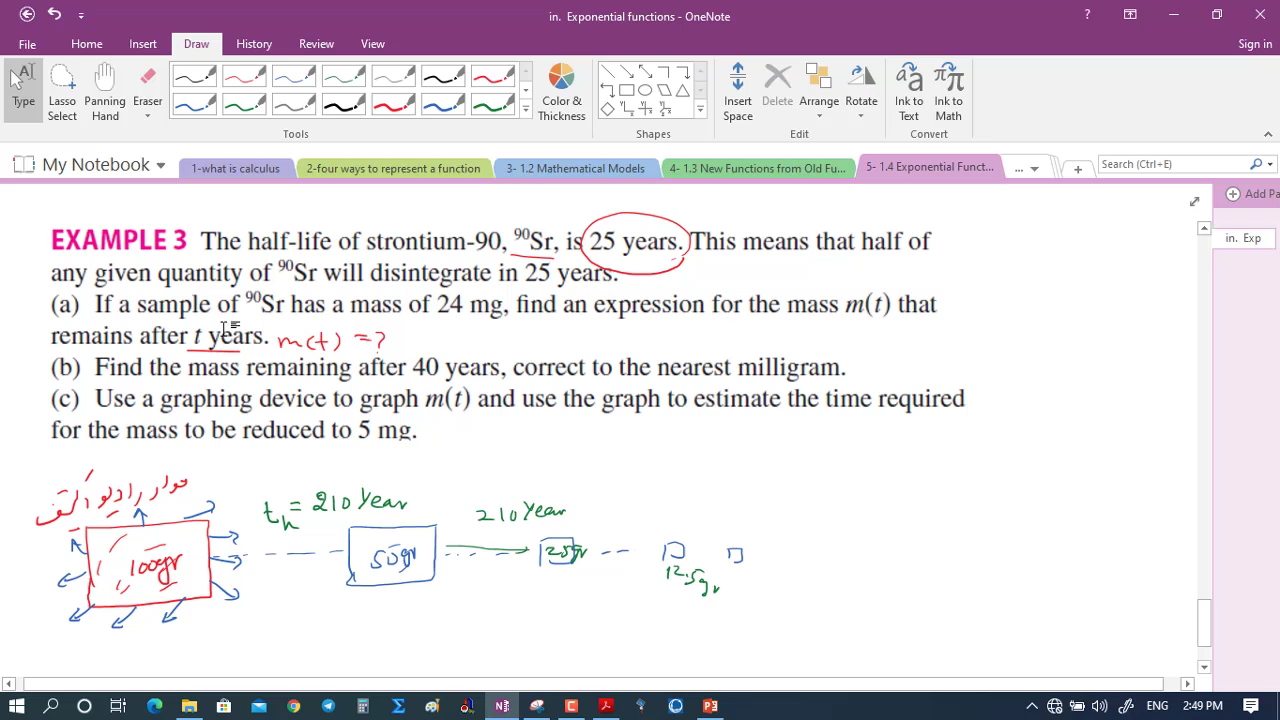 in. Exponential functions - OneNote
Sign in
File Home Insert Draw History Review View
Type
Lasso Select
Panning Hand
Eraser
Color & Thickness
Insert Space
Delete
Arrange
Rotate
Ink to Text
Ink to Math
Tools Shapes Edit Convert
My Notebook 1-what is calculus 2-four ways to represent a function 3- 1.2 Mathematical Models 4- 1.3 New Functions from Old Fu... 5- 1.4 Exponential Funct... ... Search (Ctrl+E)
Add Pa
in. Exp
EXAMPLE 3 The half-life of strontium-90, ⁹⁰Sr, is 25 years. This means that half of
any given quantity of ⁹⁰Sr will disintegrate in 25 years.
(a) If a sample of ⁹⁰Sr has a mass of 24 mg, find an expression for the mass m(t) that
remains after t years. m(t) =?
(b) Find the mass remaining after 40 years, correct to the nearest milligram.
(c) Use a graphing device to graph m(t) and use the graph to estimate the time required
for the mass to be reduced to 5 mg.
th = 210 Year
210 Year
100gr
50gr
25gr
12.5gr
ENG 2:49 PM